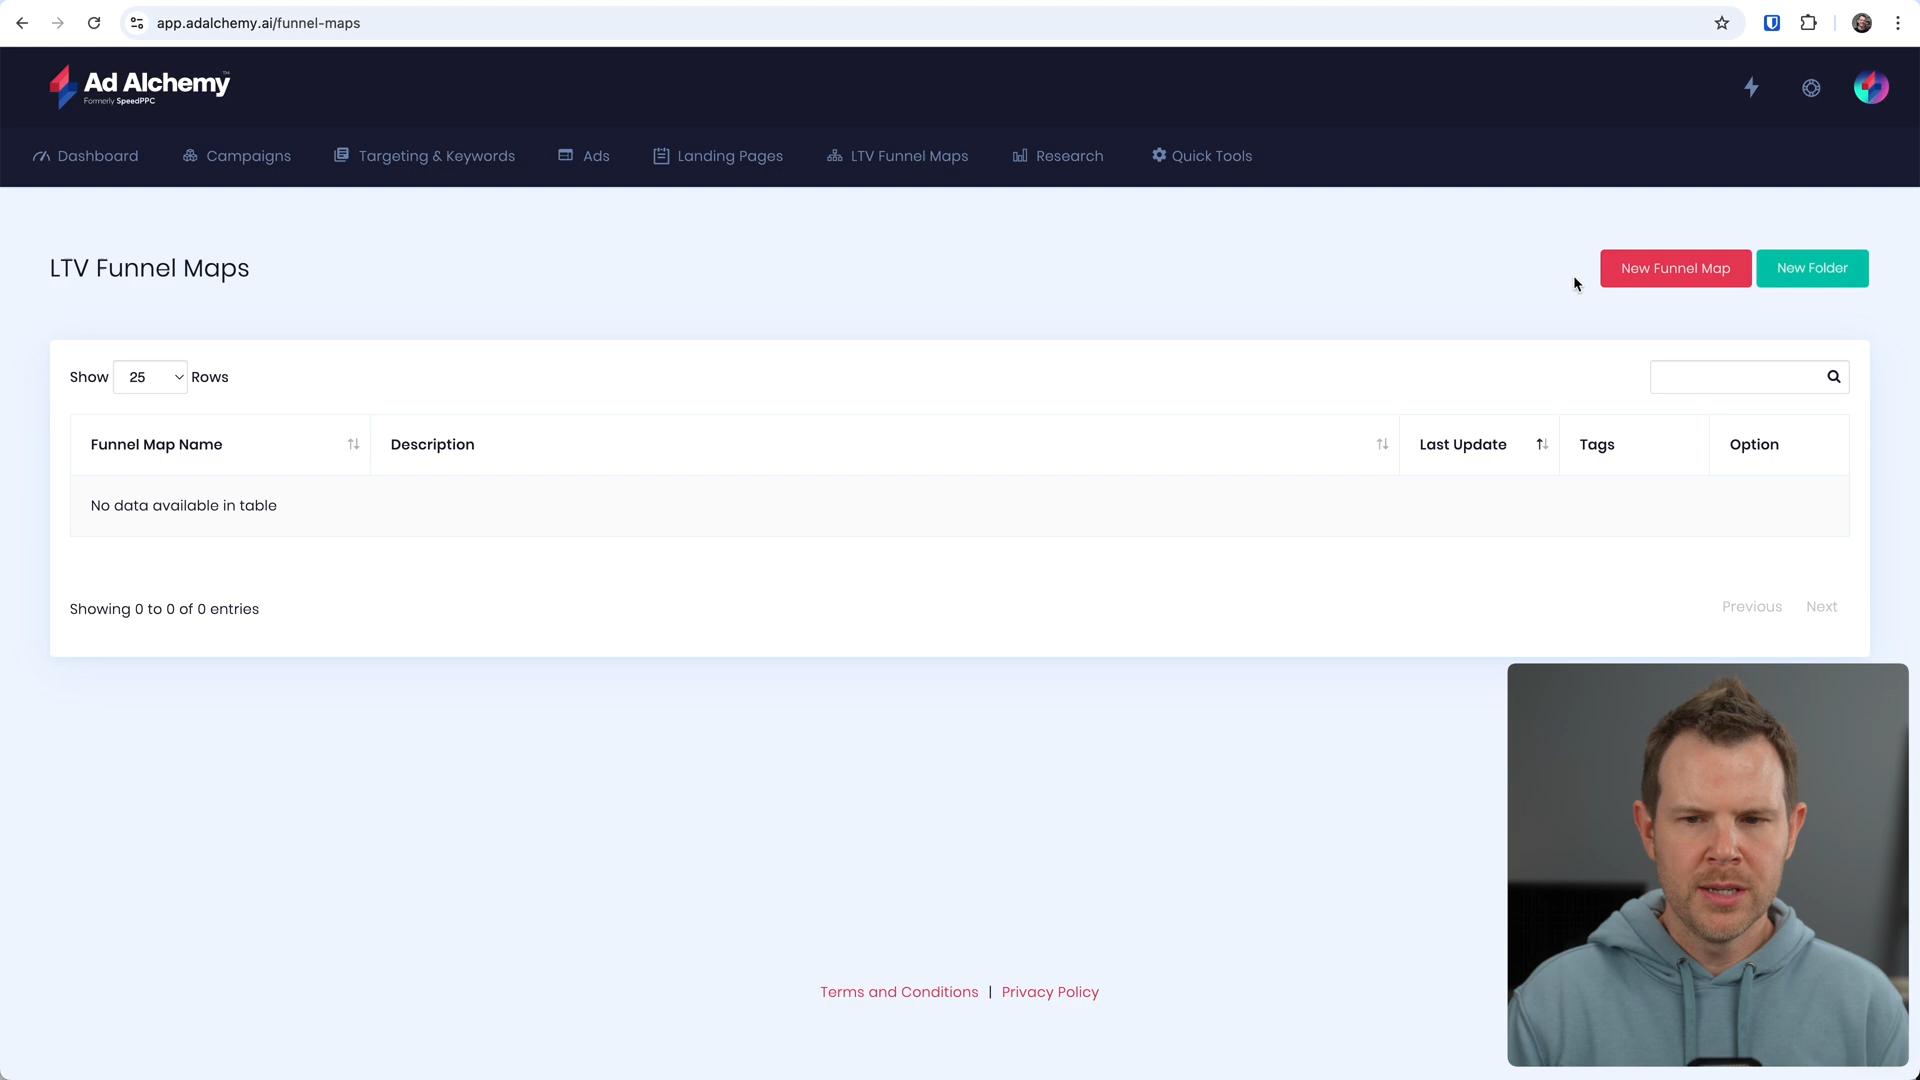 app.adalchemy.ai/funnel-maps
Ad Alchemy™
Formerly SpeedPPC
Dashboard Campaigns Targeting & Keywords Ads Landing Pages LTV Funnel Maps Research Quick Tools
LTV Funnel Maps
New Funnel Map New Folder
Show 25 Rows
Funnel Map Name Description Last Update Tags Option
No data available in table
Showing 0 to 0 of 0 entries
Previous Next
Terms and Conditions | Privacy Policy